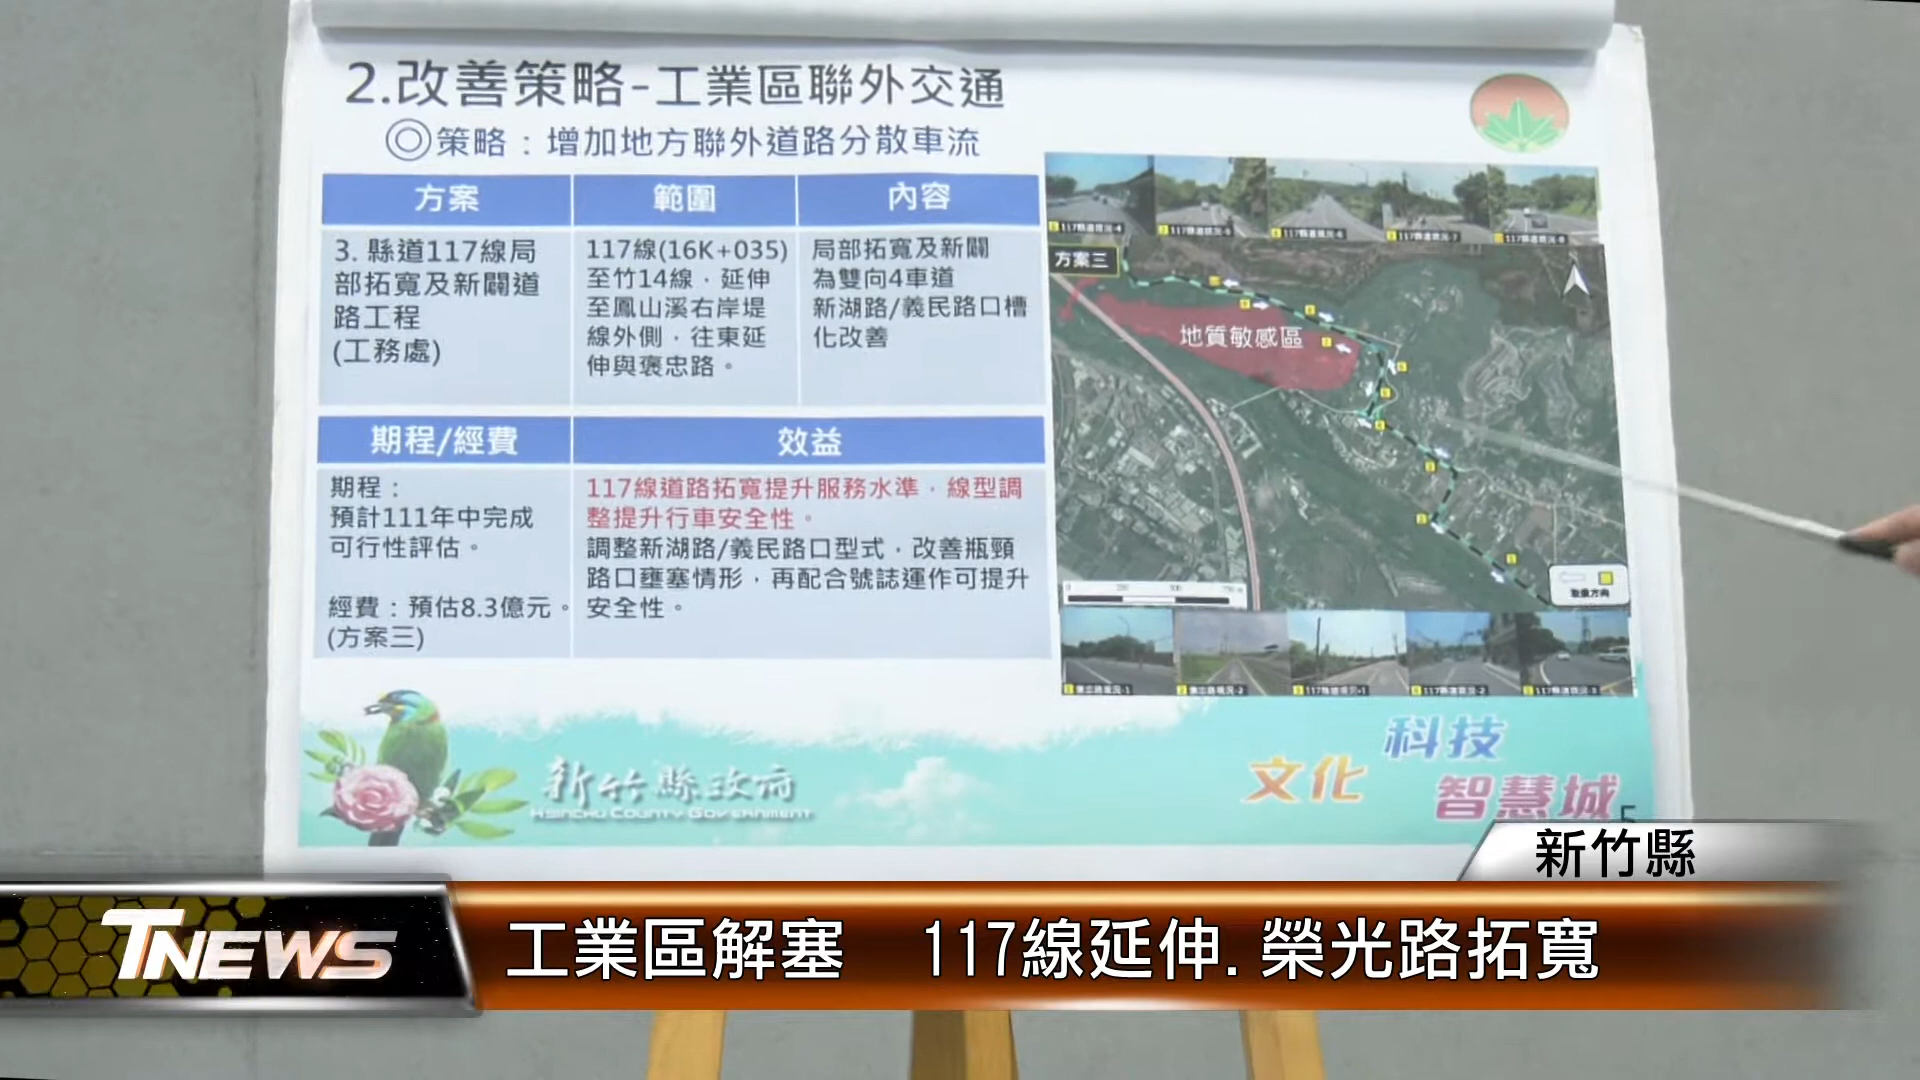 2.改善策略-工業區聯外交通
◎策略：增加地方聯外道路分散車流
方案
範圍
內容
3. 縣道117線局
部拓寬及新闢道
路工程
(工務處)
117線(16K+035)
至竹14線，延伸
至鳳山溪右岸堤
線外側，往東延
伸與褒忠路。
局部拓寬及新闢
為雙向4車道
新湖路/義民路口槽
化改善
期程/經費
效益
期程：
預計111年中完成
可行性評估。
經費：預估8.3億元。
(方案三)
117線道路拓寬提升服務水準，線型調
整提升行車安全性。
調整新湖路/義民路口型式，改善瓶頸
路口壅塞情形，再配合號誌運作可提升
安全性。
方案三
地質敏感區
取景方向
新竹縣政府
HSINCHU COUNTY GOVERNMENT
文化
科技
智慧城
5
新竹縣
TNEWS
工業區解塞 117線延伸.榮光路拓寬